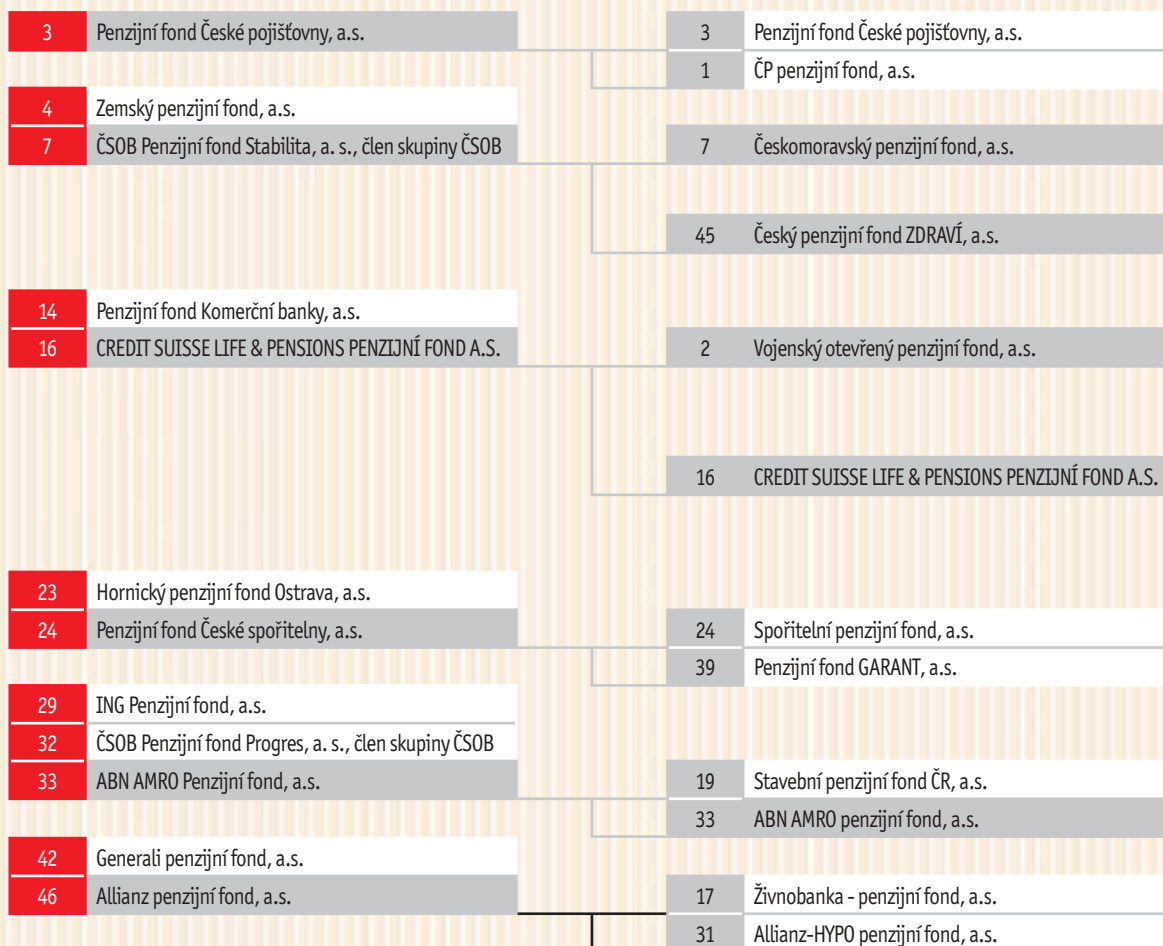 3 Penzijní fond České pojišťovny, a.s.
3 Penzijní fond České pojišťovny, a.s.
1 ČP penzijní fond, a.s.
4 Zemský penzijní fond, a.s.
7 ČSOB Penzijní fond Stabilita, a. s., člen skupiny ČSOB
7 Českomoravský penzijní fond, a.s.
45 Český penzijní fond ZDRAVÍ, a.s.
14 Penzijní fond Komerční banky, a.s.
16 CREDIT SUISSE LIFE & PENSIONS PENZIJNÍ FOND A.S.
2 Vojenský otevřený penzijní fond, a.s.
16 CREDIT SUISSE LIFE & PENSIONS PENZIJNÍ FOND A.S.
23 Hornický penzijní fond Ostrava, a.s.
24 Penzijní fond České spořitelny, a.s.
24 Spořitelní penzijní fond, a.s.
39 Penzijní fond GARANT, a.s.
29 ING Penzijní fond, a.s.
32 ČSOB Penzijní fond Progres, a. s., člen skupiny ČSOB
33 ABN AMRO Penzijní fond, a.s.
19 Stavební penzijní fond ČR, a.s.
33 ABN AMRO penzijní fond, a.s.
42 Generali penzijní fond, a.s.
46 Allianz penzijní fond, a.s.
17 Živnobanka - penzijní fond, a.s.
31 Allianz-HYPO penzijní fond, a.s.